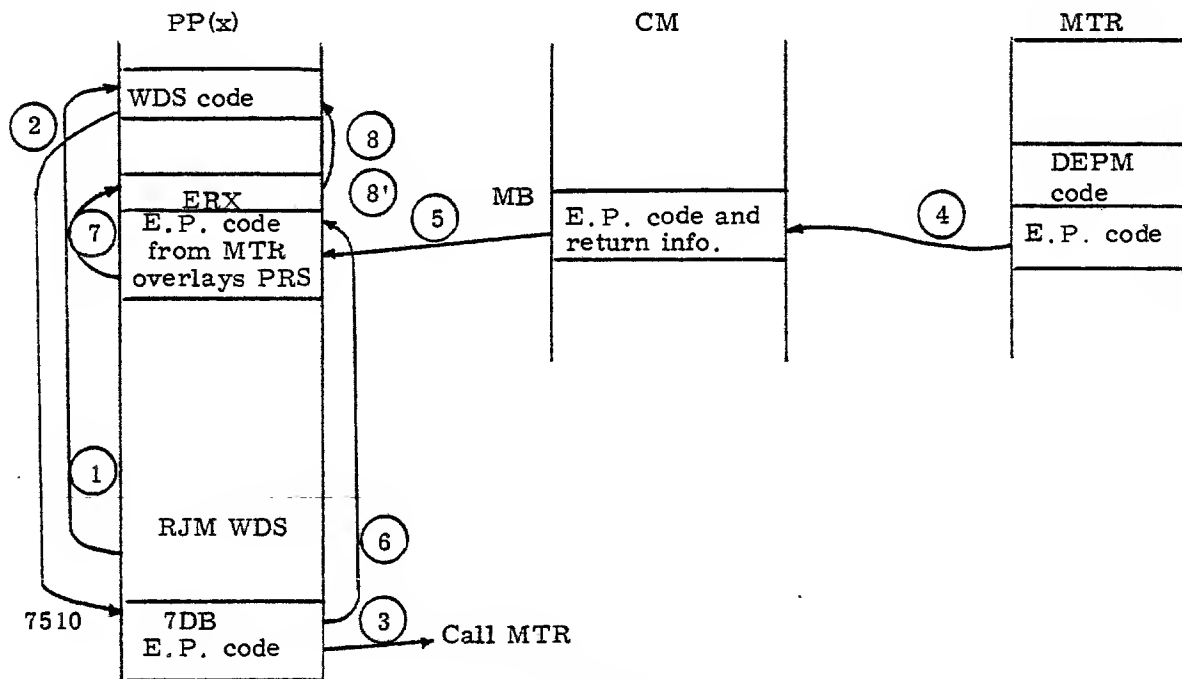 PP(x)
CM
MTR
WDS code
2
8
DEPM
code
ERX
8'
MB
5
4
E.P. code
from MTR
overlays PRS
7
E.P. code and
return info.
E.P. code
1
RJM WDS
6
7510
7DB
E.P. code
3
Call MTR